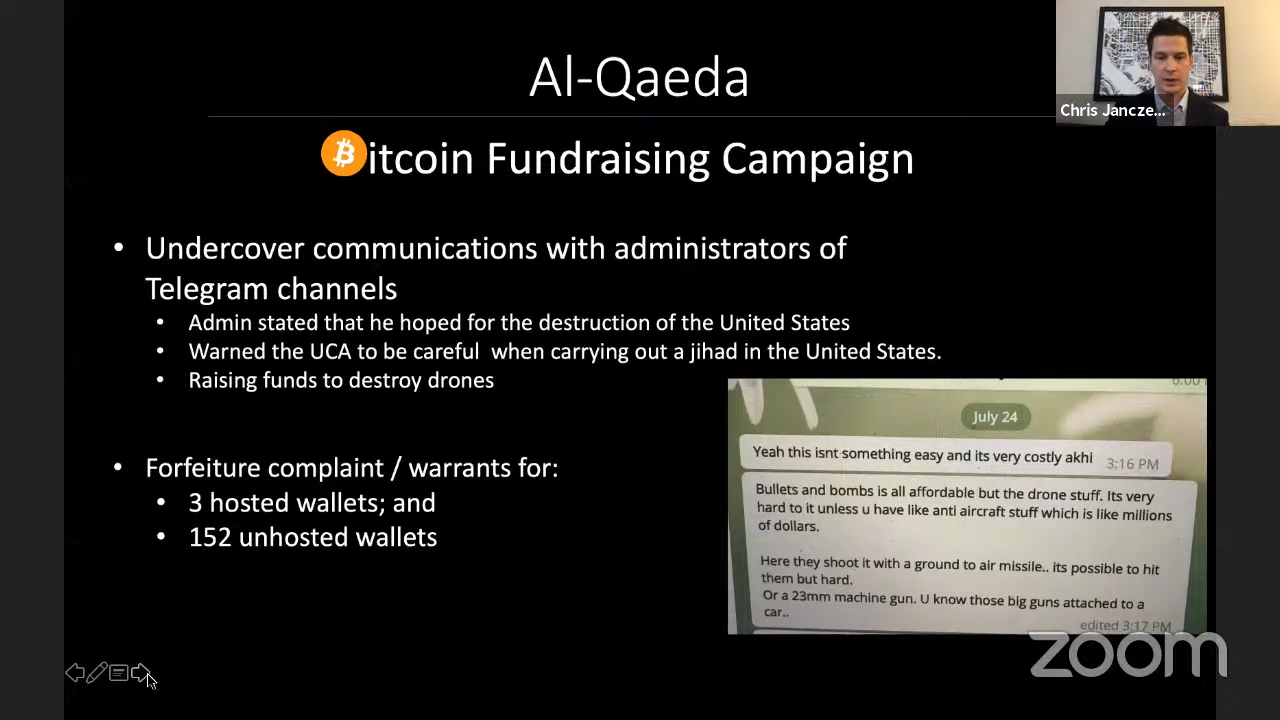 Al-Qaeda
Chris Jancze...
Bitcoin Fundraising Campaign
• Undercover communications with administrators of
Telegram channels
• Admin stated that he hoped for the destruction of the United States
• Warned the UCA to be careful when carrying out a jihad in the United States.
• Raising funds to destroy drones
July 24
Yeah this isnt something easy and its very costly akhi
3:16 PM
Bullets and bombs is all affordable but the drone stuff. Its very
hard to it unless u have like anti aircraft stuff which is like millions
of dollars.
Here they shoot it with a ground to air missile.. its possible to hit
them but hard.
Or a 23mm machine gun. U know those big guns attached to a
car..
edited 3:17 PM
• Forfeiture complaint / warrants for:
• 3 hosted wallets; and
• 152 unhosted wallets
zoom